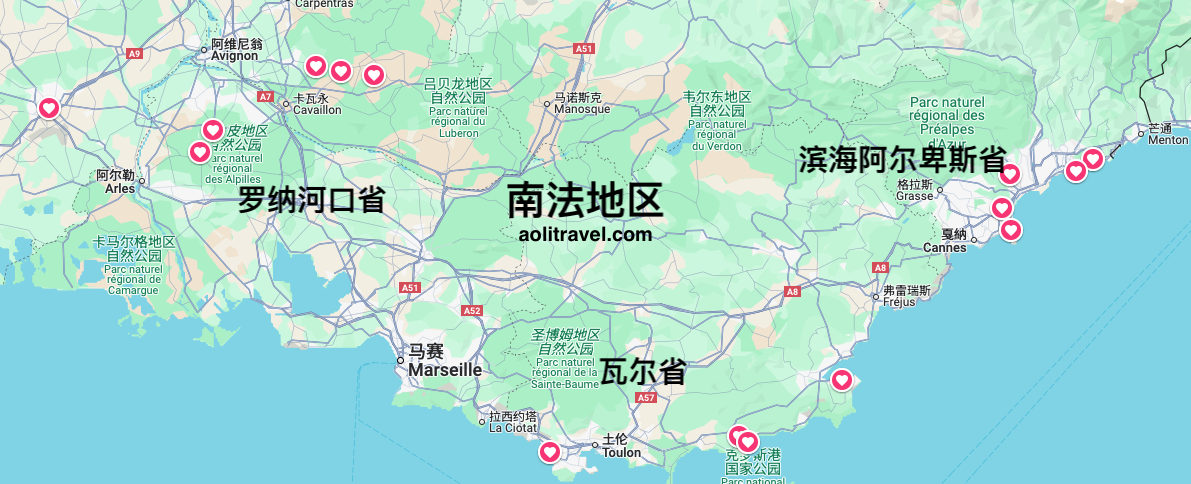 Carpentras
阿维尼翁
Avignon
A9
A51
A7
卡瓦永
Cavaillon
吕贝龙地区
自然公园
Parc naturel
régional du
Luberon
马诺斯克
Manosque
韦尔东地区
自然公园
Parc naturel
régional
du Verdon
Parc naturel
régional des
Préalpes
d'Azur
芒通
Menton
皮地区
自然公园
Parc naturel
régional
des Alpilles
阿尔勒
Arles
罗纳河口省
南法地区
aolitravel.com
滨海阿尔卑斯省
格拉斯
Grasse
戛纳
Cannes
卡马尔格地区
自然公园
Parc naturel
régional de
Camargue
A51
A52
A8
A8
弗雷瑞斯
Fréjus
马赛
Marseille
圣博姆地区
自然公园
Parc naturel
régional de la
Sainte-Baume
瓦尔省
A57
拉西约塔
La Ciotat
土伦
Toulon
克罗斯港
国家公园
Parc national